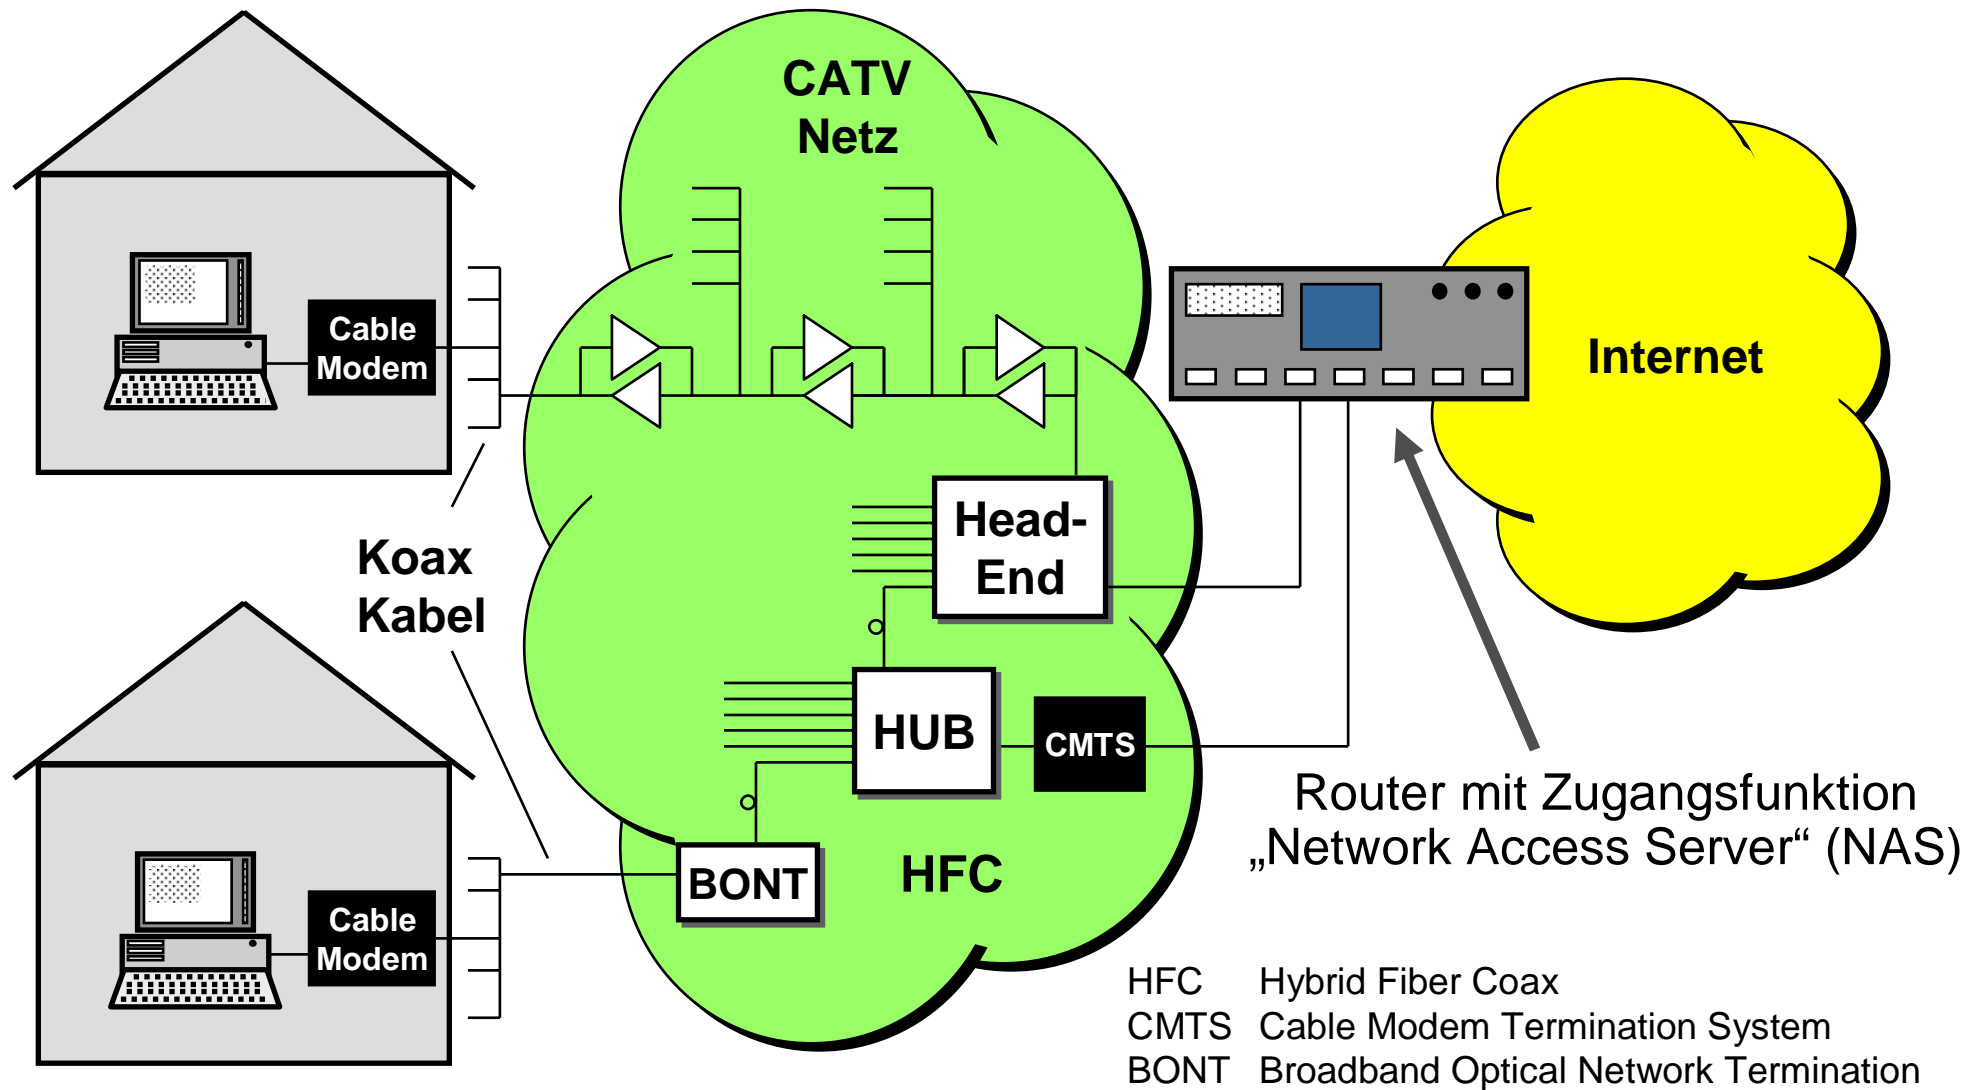 CATV
Netz
Cable
Modem
Internet
Head-
End
Koax
Kabel
HUB
CMTS
Router mit Zugangsfunktion
„Network Access Server“ (NAS)
BONT
HFC
Cable
Modem
HFC Hybrid Fiber Coax
CMTS Cable Modem Termination System
BONT Broadband Optical Network Termination